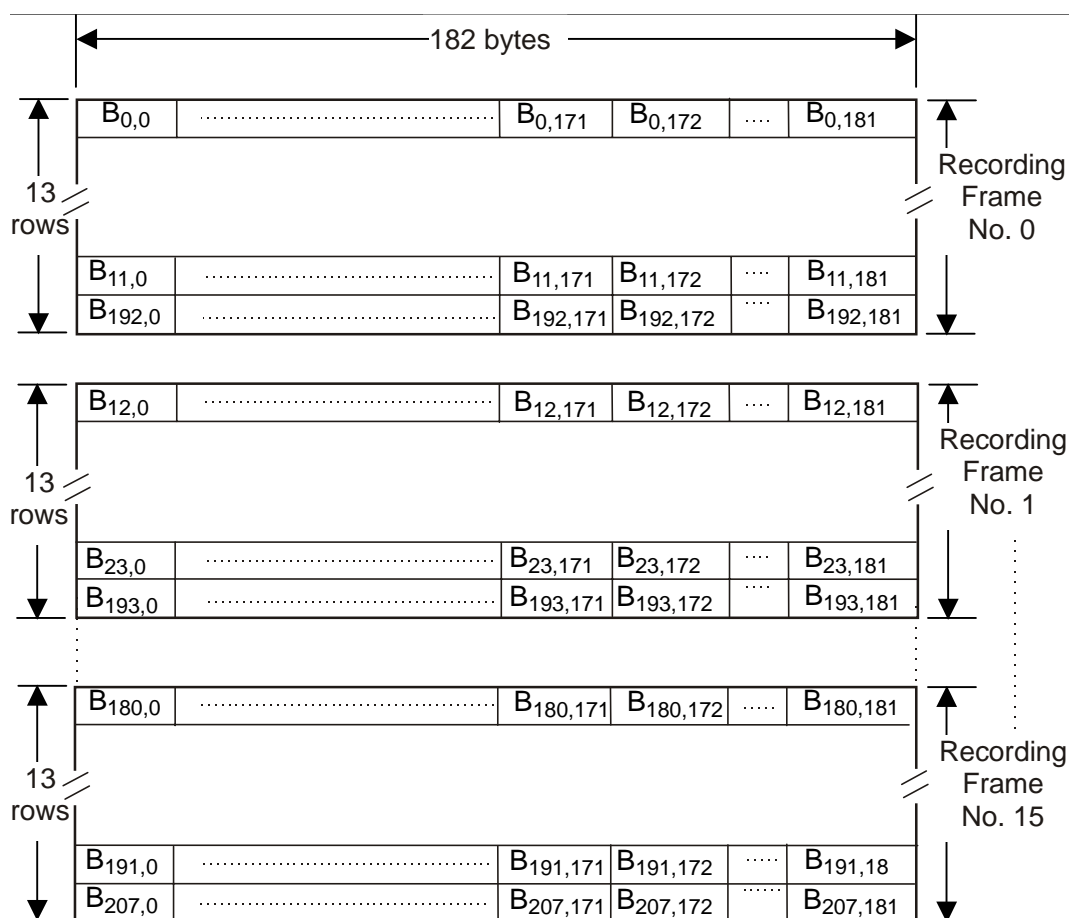 182 bytes
B0,0 ........ B0,171 B0,172 .... B0,181
13 rows
Recording Frame No. 0
B11,0 ........ B11,171 B11,172 .... B11,181
B192,0 ........ B192,171 B192,172 .... B192,181
B12,0 ........ B12,171 B12,172 .... B12,181
13 rows
Recording Frame No. 1
B23,0 ........ B23,171 B23,172 .... B23,181
B193,0 ........ B193,171 B193,172 .... B193,181
B180,0 ........ B180,171 B180,172 ..... B180,181
13 rows
Recording Frame No. 15
B191,0 ........ B191,171 B191,172 ..... B191,18
B207,0 ........ B207,171 B207,172 ...... B207,181